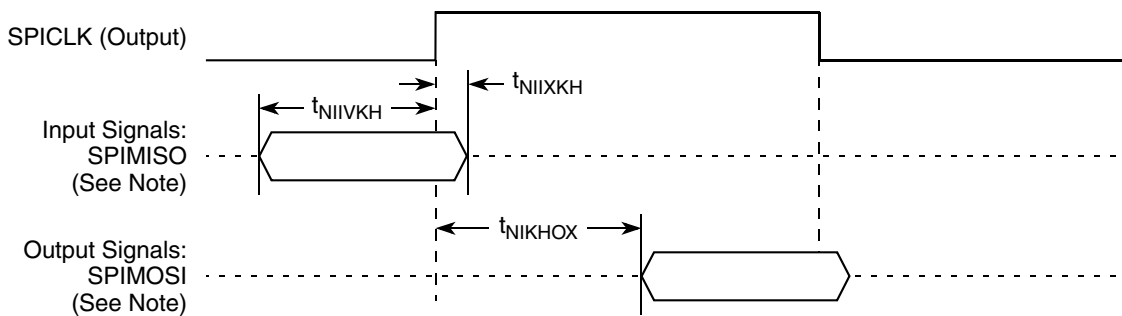 SPICLK (Output)
tNIIXKH
tNIIVKH
Input Signals:
SPIMISO
(See Note)
tNIKHOX
Output Signals:
SPIMOSI
(See Note)